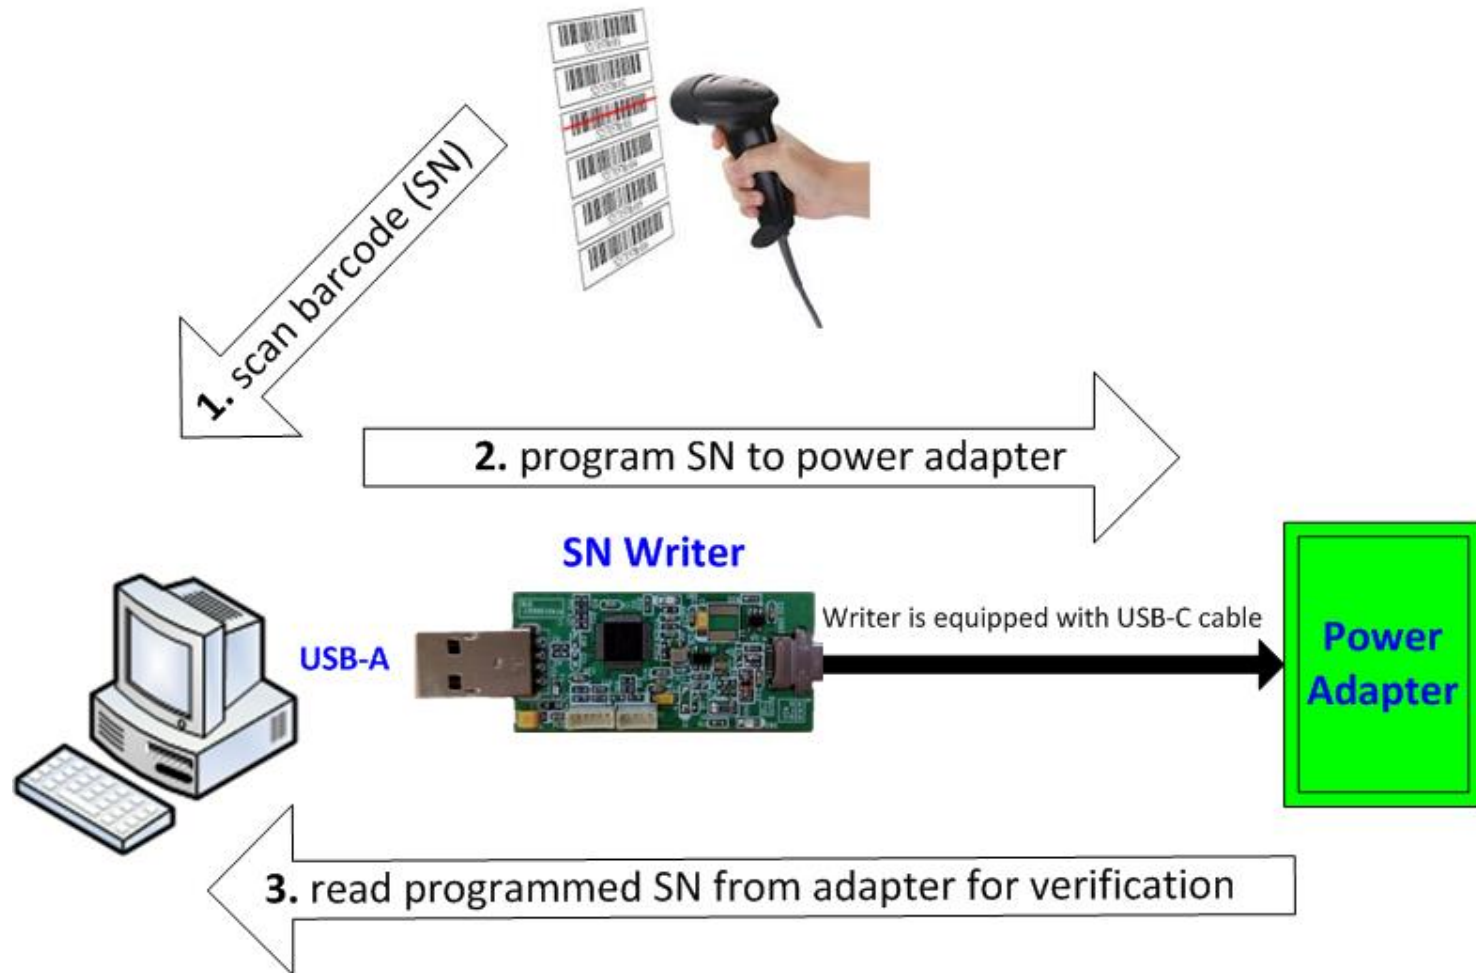 1. scan barcode (SN)
2. program SN to power adapter
SN Writer
USB-A
Writer is equipped with USB-C cable
Power
Adapter
3. read programmed SN from adapter for verification